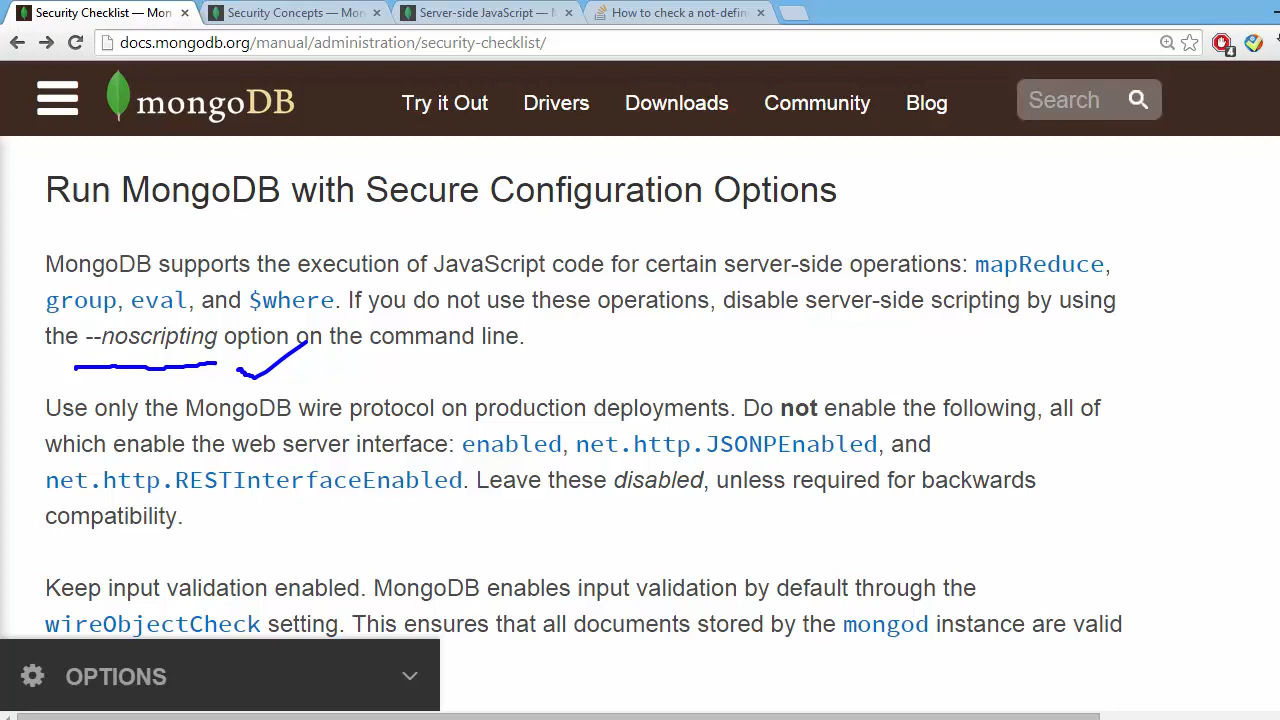 Security Checklist — Mon
Security Concepts — Mon
Server-side JavaScript — M
How to check a not-defin
docs.mongodb.org/manual/administration/security-checklist/
4
mongoDB
Try it Out
Drivers
Downloads
Community
Blog
Search
Run MongoDB with Secure Configuration Options
MongoDB supports the execution of JavaScript code for certain server-side operations: mapReduce,
group, eval, and $where. If you do not use these operations, disable server-side scripting by using
the --noscripting option on the command line.
Use only the MongoDB wire protocol on production deployments. Do not enable the following, all of
which enable the web server interface: enabled, net.http.JSONPEnabled, and
net.http.RESTInterfaceEnabled. Leave these disabled, unless required for backwards
compatibility.
Keep input validation enabled. MongoDB enables input validation by default through the
wireObjectCheck setting. This ensures that all documents stored by the mongod instance are valid
OPTIONS